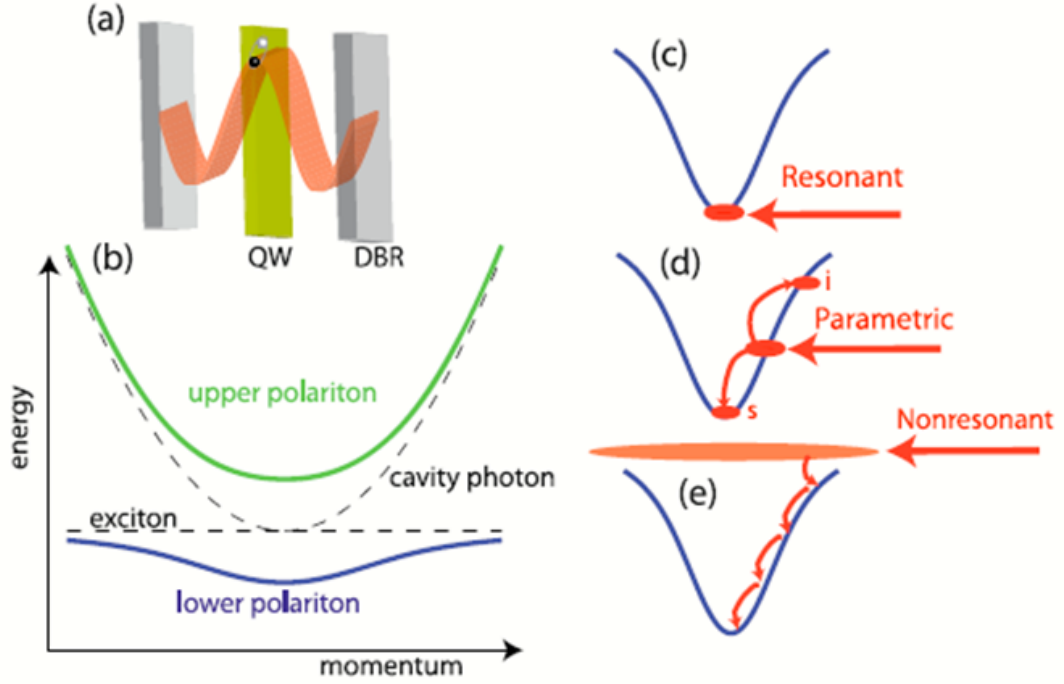 (a)
QW
DBR
(b)
upper polariton
cavity photon
exciton
lower polariton
energy
momentum
(c)
Resonant
(d)
i
Parametric
s
Nonresonant
(e)